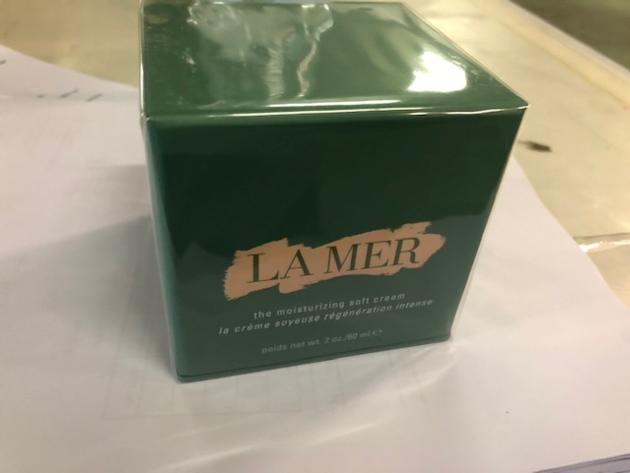 LA MER
the moisturizing soft cream
la crème soyeuse régénération intense
poids net wt. 2 oz./60 ml ℮